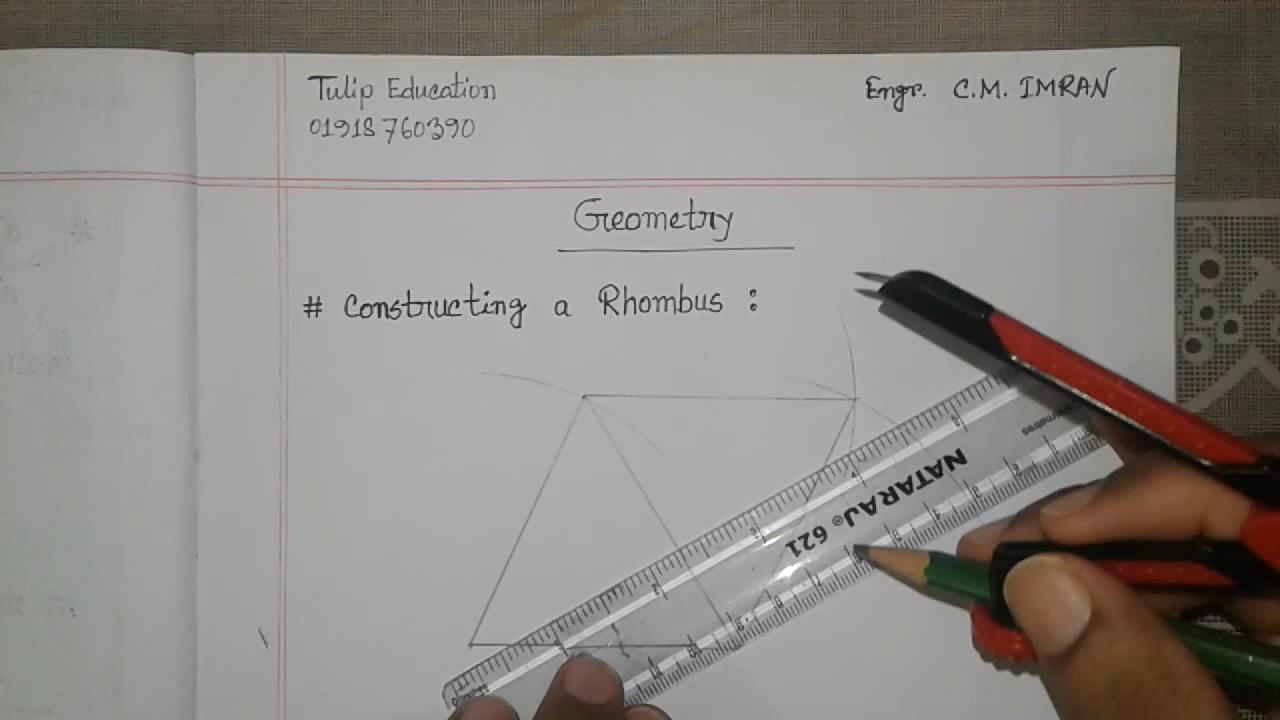 Tulip Education
Engr. C.M. IMRAN
01918 760390
Geometry
# Constructing a Rhombus :
NATARAJ® 621